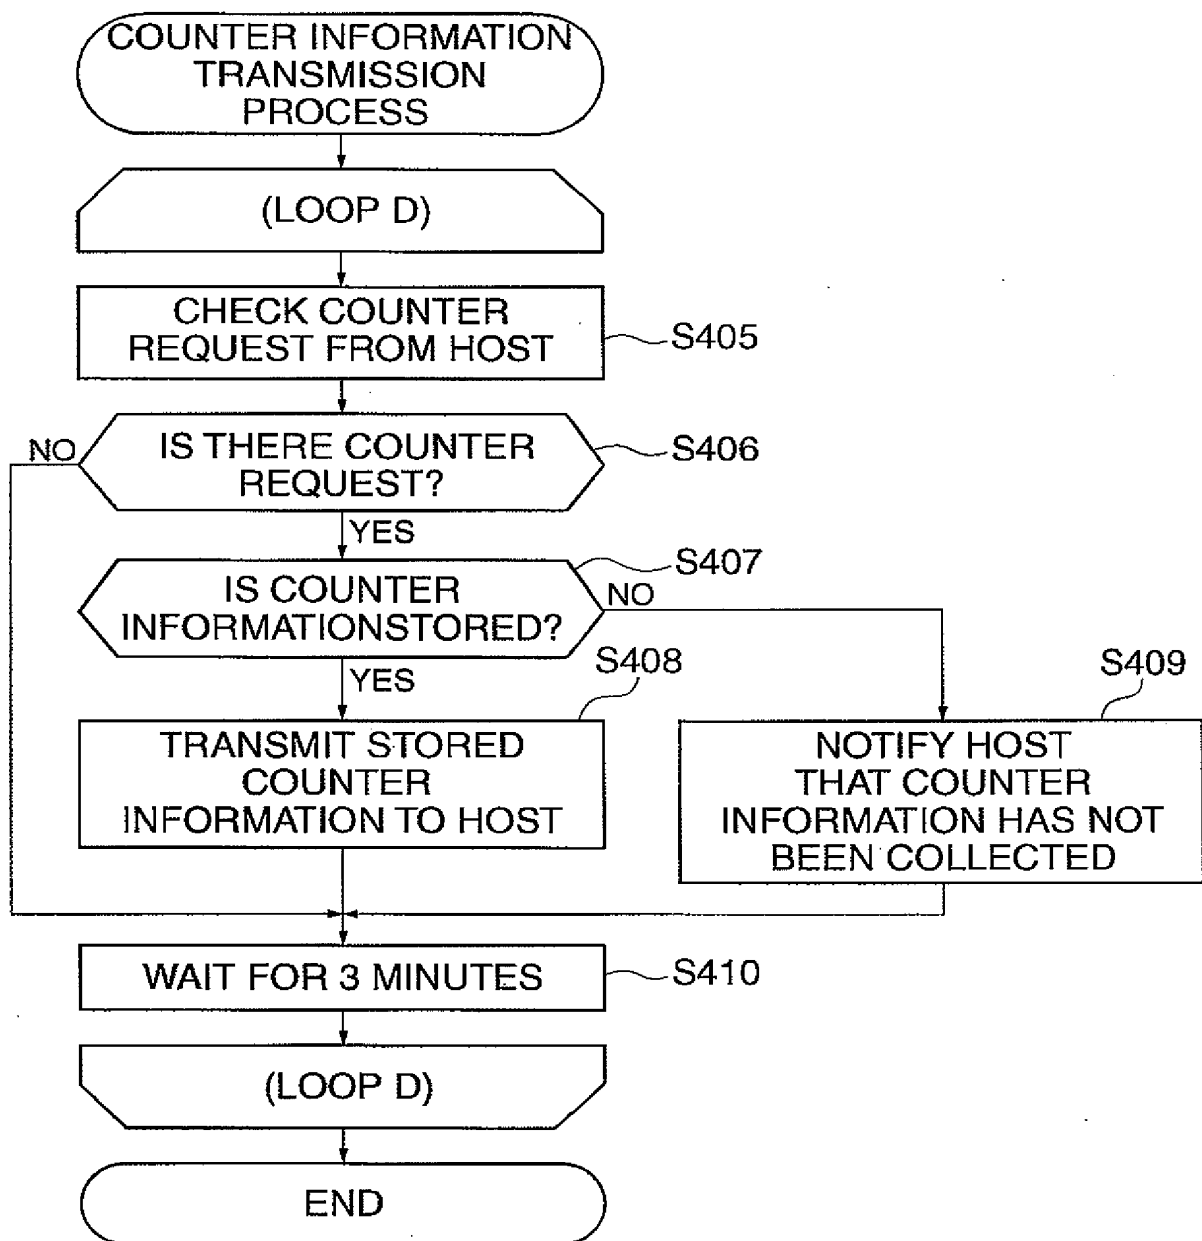 COUNTER INFORMATION
TRANSMISSION
PROCESS
(LOOP D)
CHECK COUNTER
REQUEST FROM HOST
S405
NO
IS THERE COUNTER
REQUEST?
S406
YES
S407
IS COUNTER
INFORMATIONSTORED?
NO
YES
S408
S409
TRANSMIT STORED
COUNTER
INFORMATION TO HOST
NOTIFY HOST
THAT COUNTER
INFORMATION HAS NOT
BEEN COLLECTED
WAIT FOR 3 MINUTES
S410
(LOOP D)
END